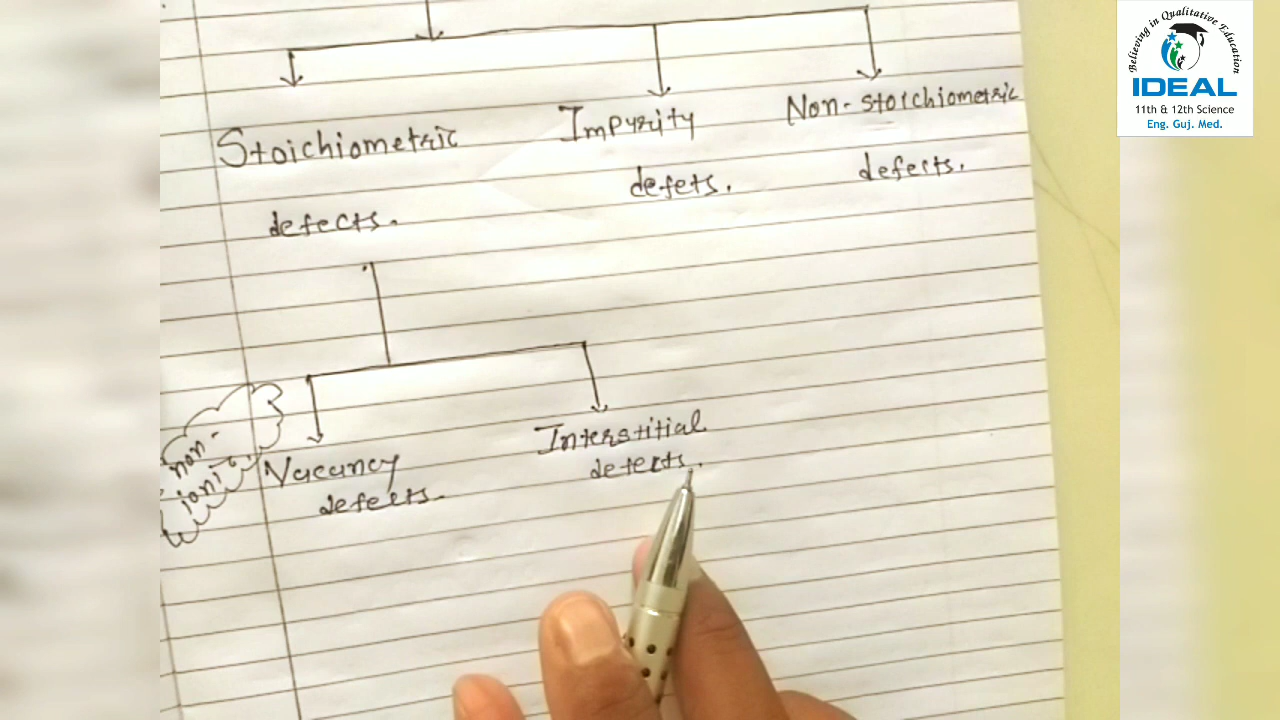 Stoichiometric
defects.
Impurity
defets.
Non-stoichiometric
defects.
non-
ionic
Vacancy
defects.
Interstitial
defects.
Believing in Qualitative Education
IDEAL
11th & 12th Science
Eng. Guj. Med.